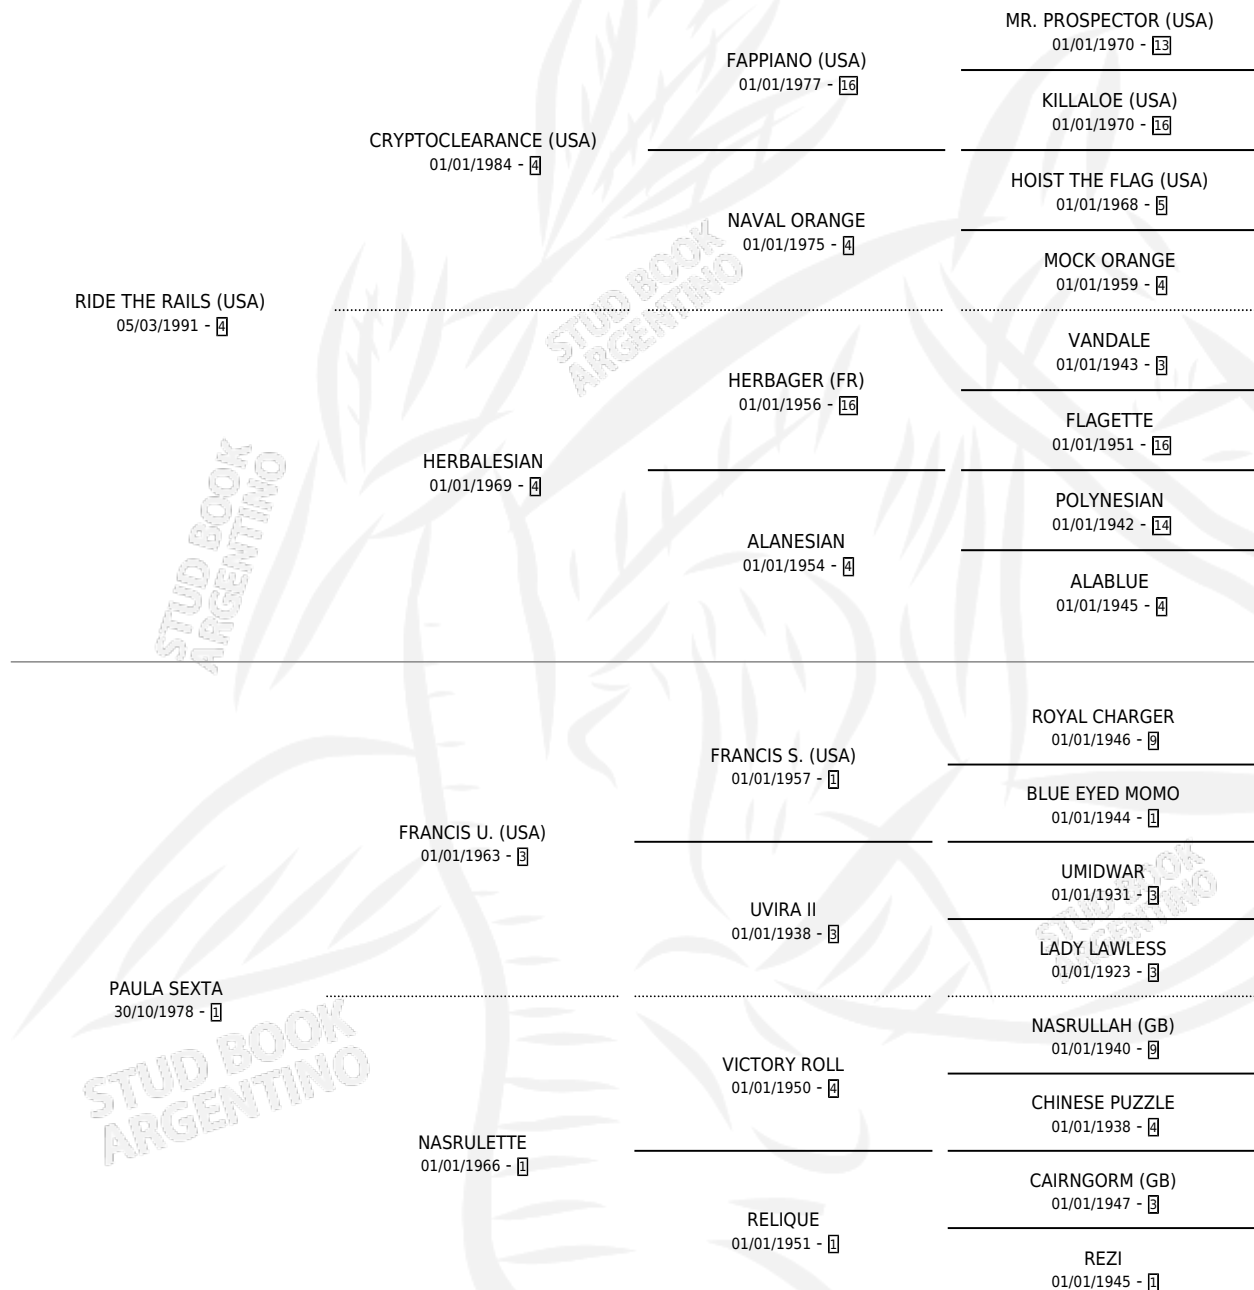 MR. PROSPECTOR (USA)
01/01/1970 - 13
FAPPIANO (USA)
01/01/1977 - 16
KILLALOE (USA)
01/01/1970 - 16
CRYPTOCLEARANCE (USA)
01/01/1984 - 4
HOIST THE FLAG (USA)
01/01/1968 - 5
NAVAL ORANGE
01/01/1975 - 4
MOCK ORANGE
01/01/1959 - 4
RIDE THE RAILS (USA)
05/03/1991 - 4
VANDALE
01/01/1943 - 3
HERBAGER (FR)
01/01/1956 - 16
FLAGETTE
01/01/1951 - 16
HERBALESIAN
01/01/1969 - 4
POLYNESIAN
01/01/1942 - 14
ALANESIAN
01/01/1954 - 4
ALABLUE
01/01/1945 - 4
ROYAL CHARGER
01/01/1946 - 9
FRANCIS S. (USA)
01/01/1957 - 1
BLUE EYED MOMO
01/01/1944 - 1
FRANCIS U. (USA)
01/01/1963 - 3
UMIDWAR
01/01/1931 - 3
UVIRA II
01/01/1938 - 3
LADY LAWLESS
01/01/1923 - 3
PAULA SEXTA
30/10/1978 - 1
NASRULLAH (GB)
01/01/1940 - 9
VICTORY ROLL
01/01/1950 - 4
CHINESE PUZZLE
01/01/1938 - 4
NASRULETTE
01/01/1966 - 1
CAIRNGORM (GB)
01/01/1947 - 3
RELIQUE
01/01/1951 - 1
REZI
01/01/1945 - 1
STUD BOOK
ARGENTINO
STUD BOOK
ARGENTINO
STUD BOOK
ARGENTINO
STUD BOOK
ARGENTINO